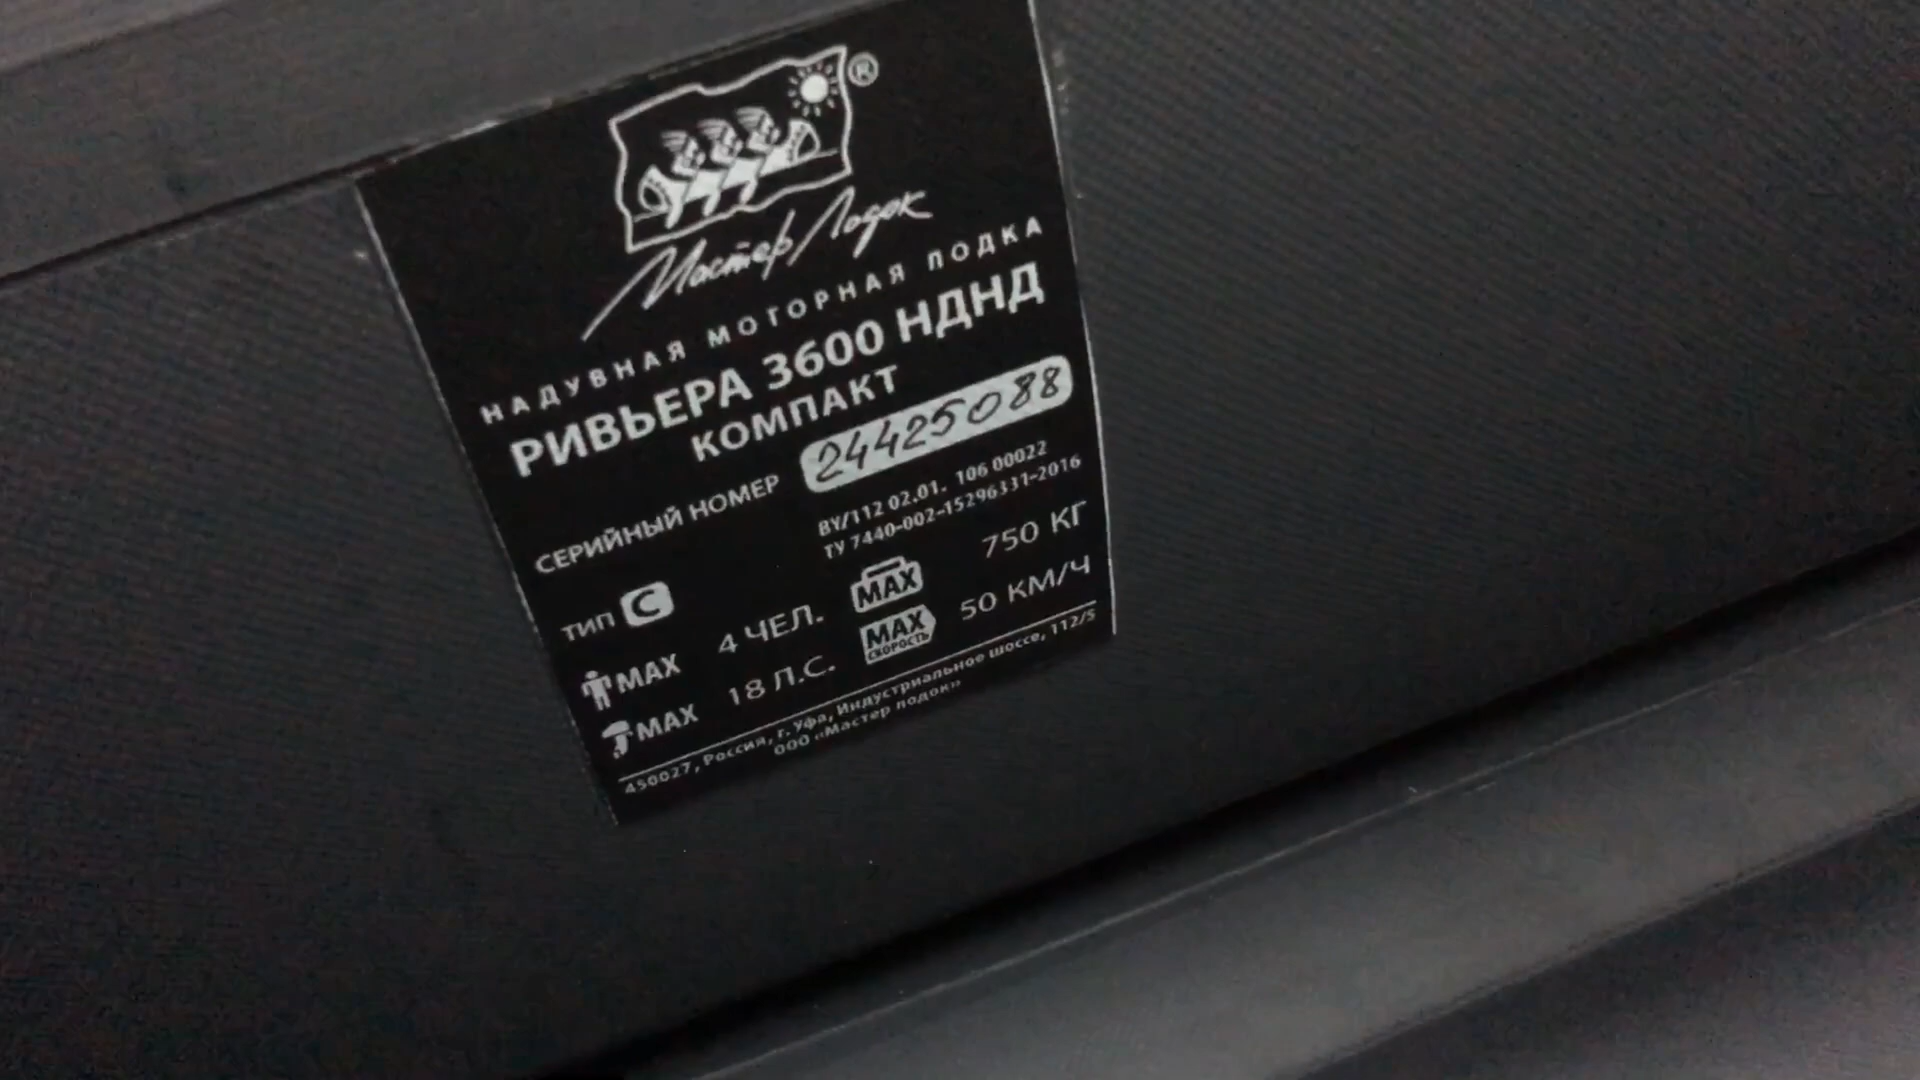 ®
Мастер Лодок
НАДУВНАЯ МОТОРНАЯ ЛОДКА
РИВЬЕРА 3600 НДНД
КОМПАКТ
СЕРИЙНЫЙ НОМЕР 24425088
BY/112 02.01. 106 00022
ТУ 7440-002-15296331-2016
ТИП C
MAX 4 ЧЕЛ. MAX 750 КГ
MAX 18 Л.С. MAX СКОРОСТЬ 50 КМ/Ч
450027, Россия, г. Уфа, Индустриальное шоссе, 112/5
ООО «Мастер лодок»